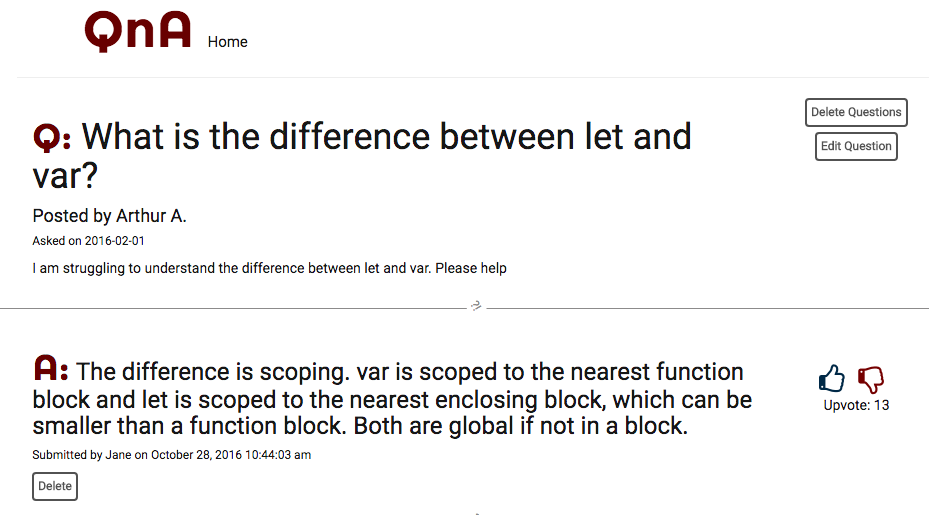 QnA Home
Delete Questions
Q: What is the difference between let and
var?
Edit Question
Posted by Arthur A.
Asked on 2016-02-01
I am struggling to understand the difference between let and var. Please help
A: The difference is scoping. var is scoped to the nearest function
block and let is scoped to the nearest enclosing block, which can be
smaller than a function block. Both are global if not in a block.
Upvote: 13
Submitted by Jane on October 28, 2016 10:44:03 am
Delete